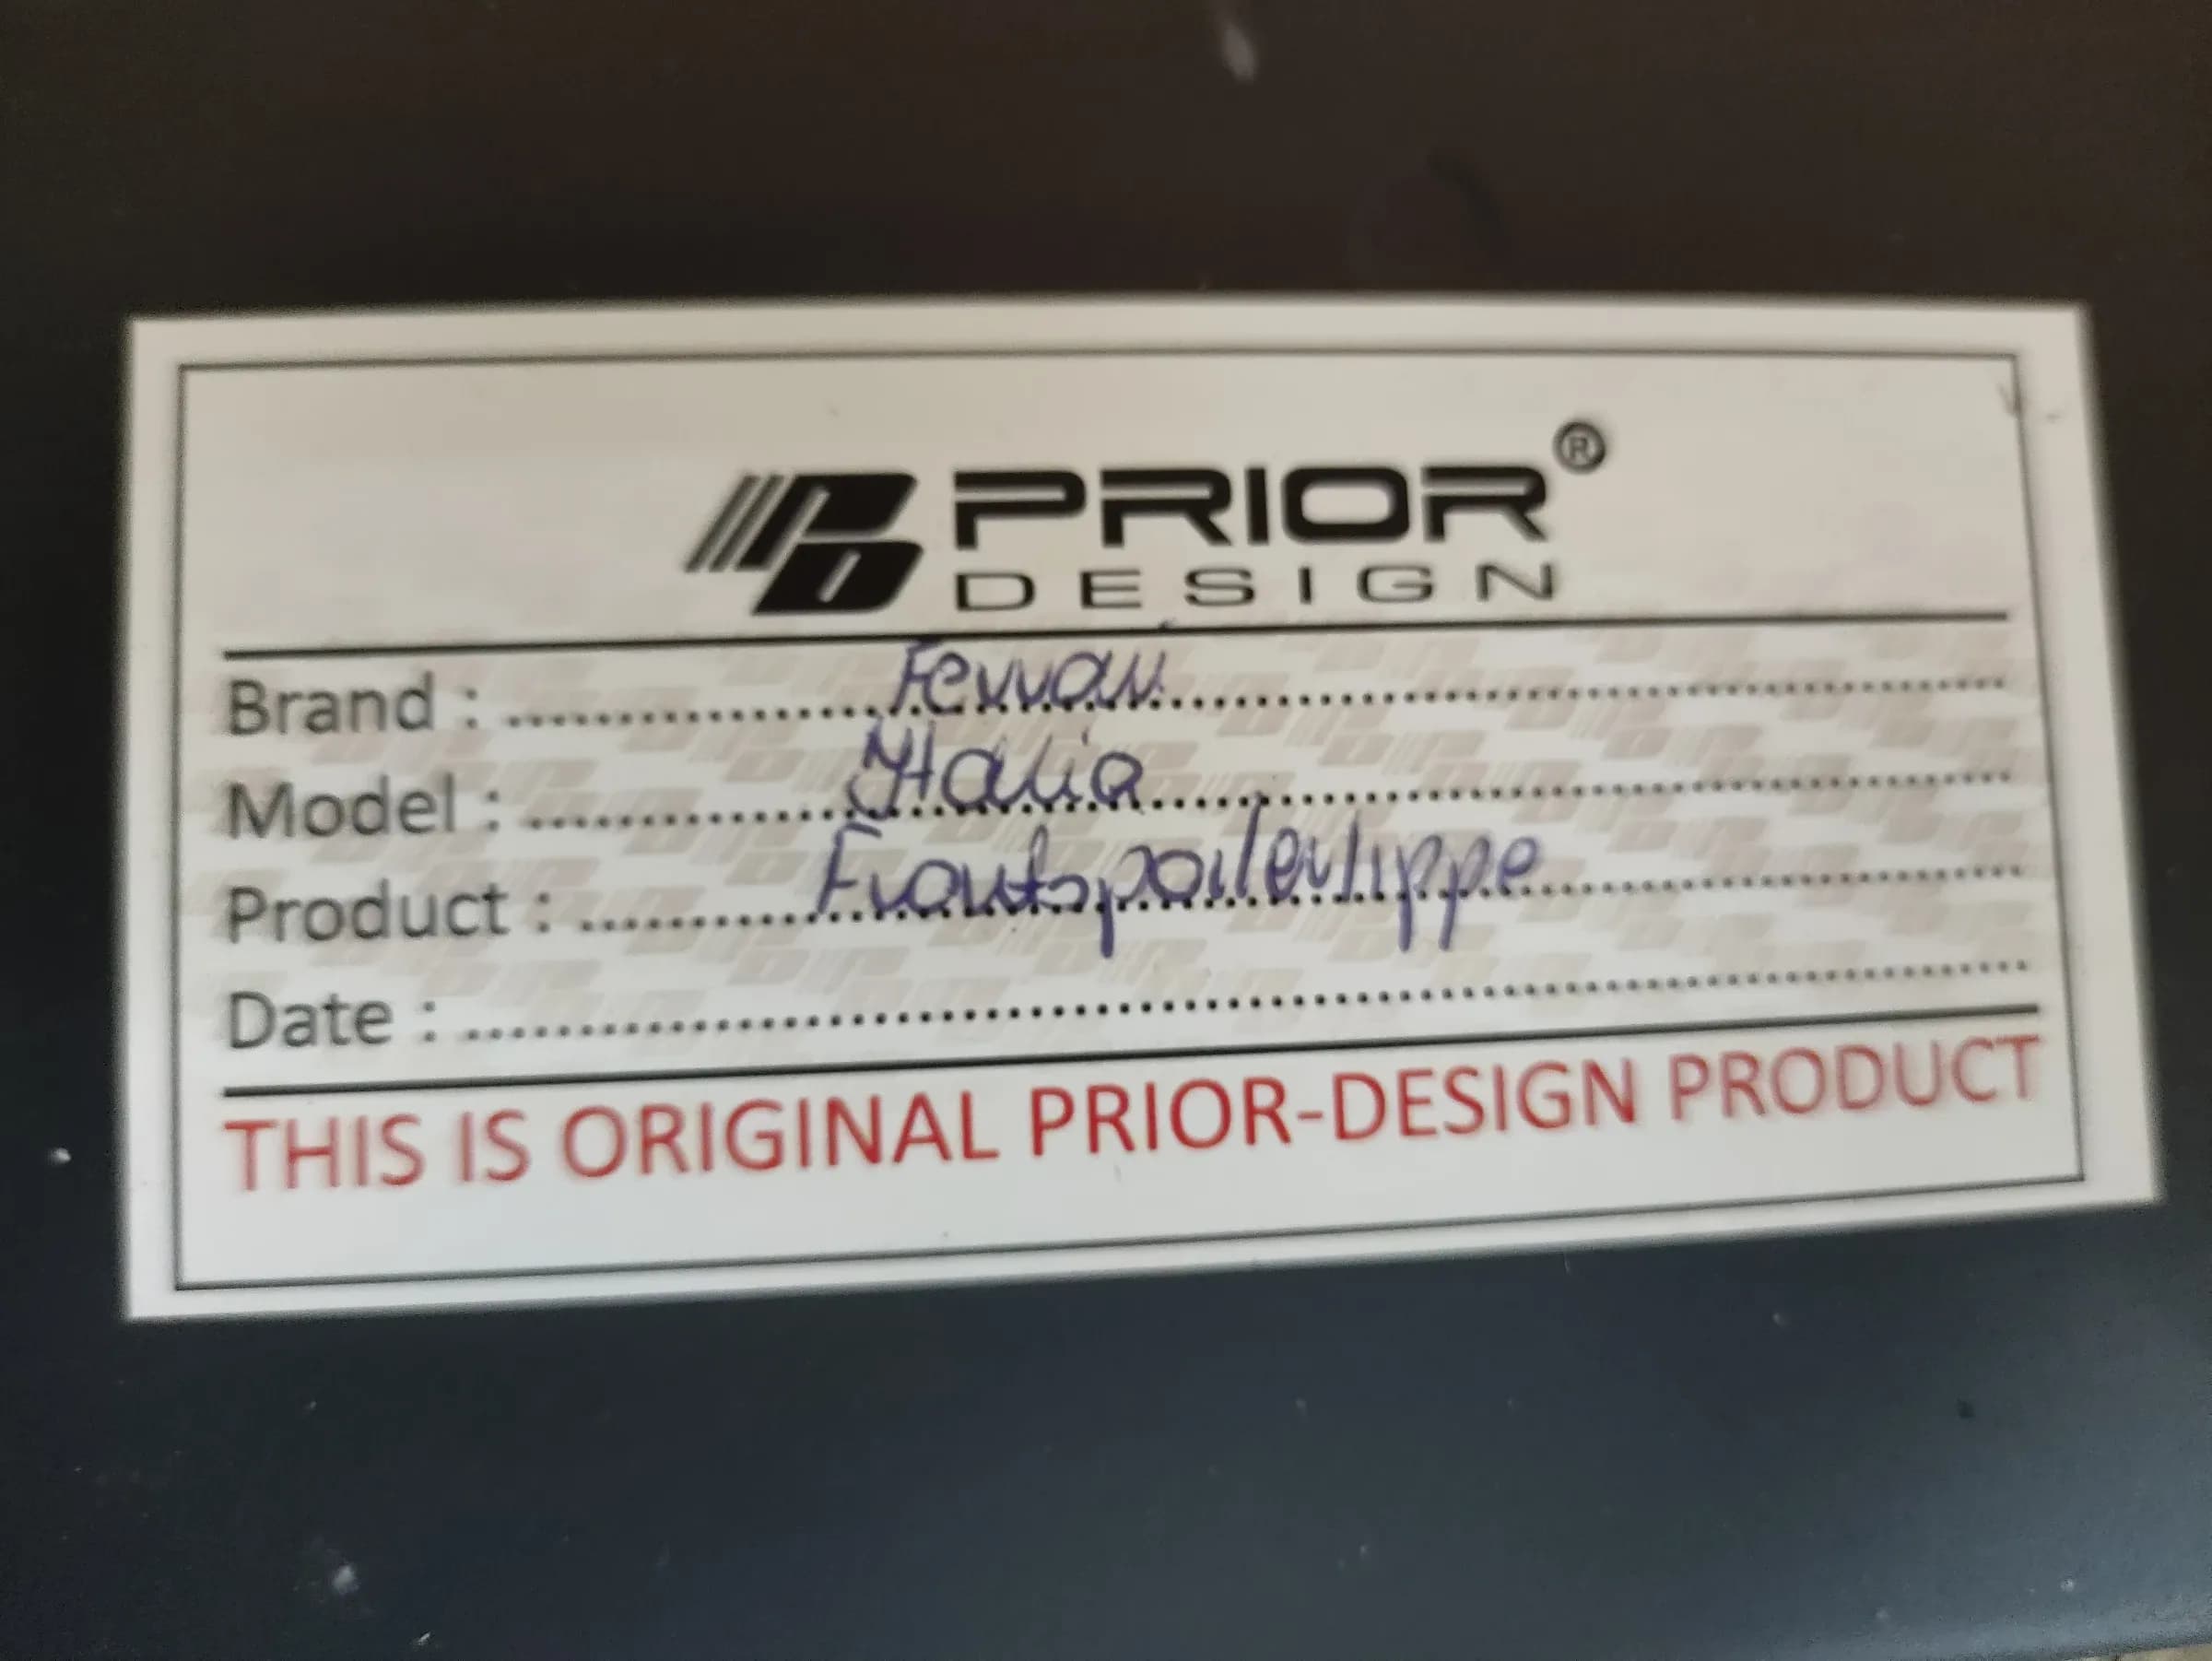 PRIOR®
DESIGN
Brand : Ferrari
Model : Italia
Product : Frontspoilerlippe
Date :
THIS IS ORIGINAL PRIOR-DESIGN PRODUCT